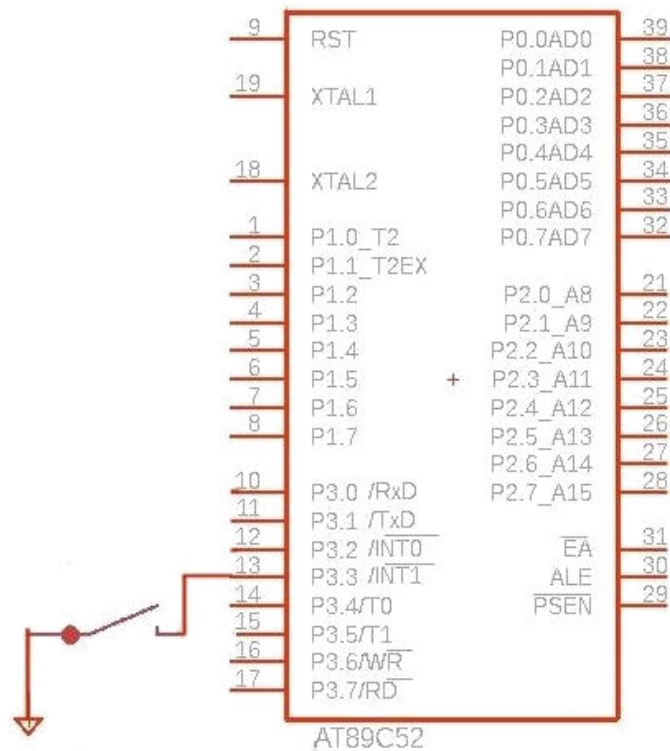 9 RST P0.0AD0 39
P0.1AD1 38
19 XTAL1 P0.2AD2 37
P0.3AD3 36
P0.4AD4 35
18 XTAL2 P0.5AD5 34
P0.6AD6 33
1 P1.0_T2 P0.7AD7 32
2 P1.1_T2EX
3 P1.2 P2.0_A8 21
4 P1.3 P2.1_A9 22
5 P1.4 P2.2_A10 23
6 P1.5 P2.3_A11 24
7 P1.6 P2.4_A12 25
8 P1.7 P2.5_A13 26
P2.6_A14 27
10 P3.0 /RxD P2.7_A15 28
11 P3.1 /TxD
12 P3.2 /INT0 EA 31
13 P3.3 /INT1 ALE 30
14 P3.4/T0 PSEN 29
15 P3.5/T1
16 P3.6/WR
17 P3.7/RD
AT89C52